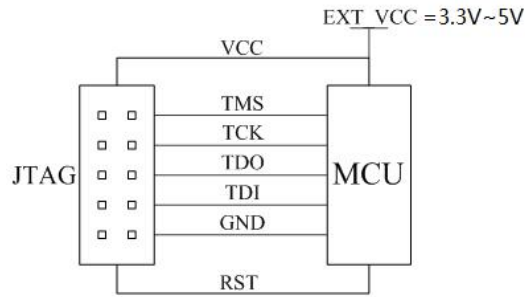 EXT_VCC =3.3V~5V
VCC
TMS
TCK
TDO
JTAG
MCU
TDI
GND
RST